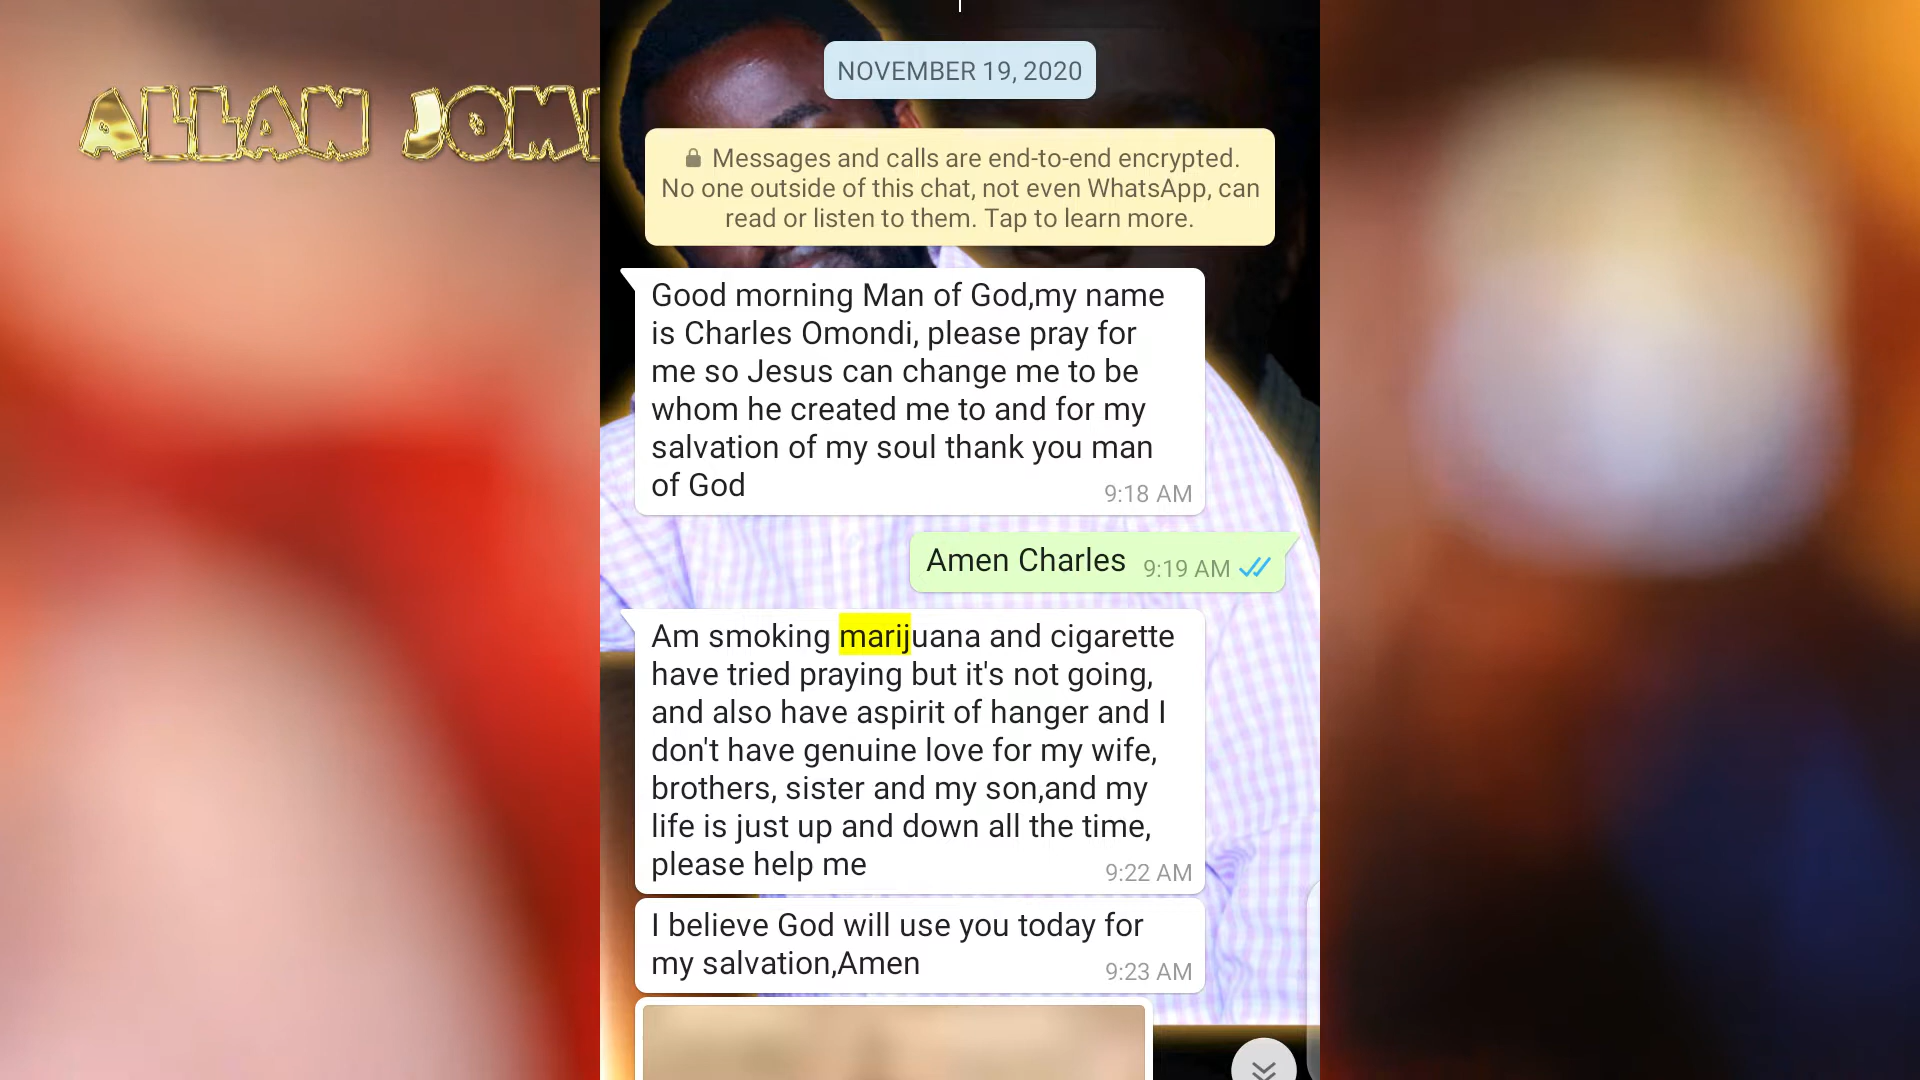 ALLAN JOM
NOVEMBER 19, 2020
Messages and calls are end-to-end encrypted.
No one outside of this chat, not even WhatsApp, can
read or listen to them. Tap to learn more.
Good morning Man of God,my name
is Charles Omondi, please pray for
me so Jesus can change me to be
whom he created me to and for my
salvation of my soul thank you man
of God
9:18 AM
Amen Charles 9:19 AM
Am smoking marijuana and cigarette
have tried praying but it's not going,
and also have aspirit of hanger and I
don't have genuine love for my wife,
brothers, sister and my son,and my
life is just up and down all the time,
please help me
9:22 AM
I believe God will use you today for
my salvation,Amen
9:23 AM